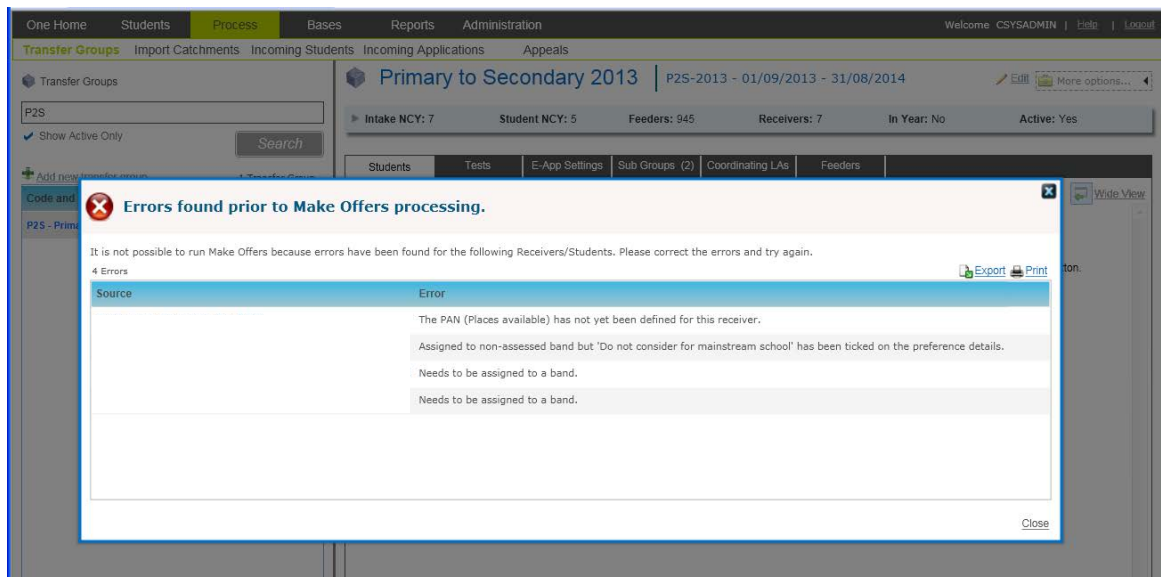 One Home Students Process Bases Reports Administration Welcome CSYSADMIN | Help | Logout
Transfer Groups Import Catchments Incoming Students Incoming Applications Appeals
Transfer Groups
Primary to Secondary 2013 | P2S-2013 - 01/09/2013 - 31/08/2014 Edit More options...
P2S
Intake NCY: 7 Student NCY: 5 Feeders: 945 Receivers: 7 In Year: No Active: Yes
Show Active Only
Search
Students Tests E-App Settings Sub Groups (2) Coordinating LAs Feeders
Add new transfer group 1 Transfer Group
Code and
Wide View
P2S - Prima
Errors found prior to Make Offers processing.
It is not possible to run Make Offers because errors have been found for the following Receivers/Students. Please correct the errors and try again.
ton.
4 Errors Export Print
Source Error
The PAN (Places available) has not yet been defined for this receiver.
Assigned to non-assessed band but 'Do not consider for mainstream school' has been ticked on the preference details.
Needs to be assigned to a band.
Needs to be assigned to a band.
Close